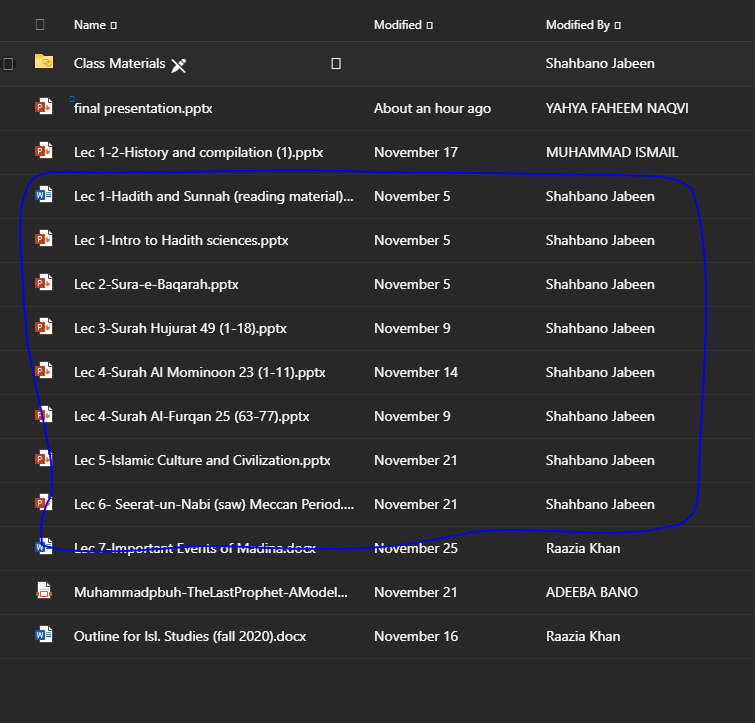 Name Modified Modified By
Class Materials Shahbano Jabeen
final presentation.pptx About an hour ago YAHYA FAHEEM NAQVI
Lec 1-2-History and compilation (1).pptx November 17 MUHAMMAD ISMAIL
Lec 1-Hadith and Sunnah (reading material)... November 5 Shahbano Jabeen
Lec 1-Intro to Hadith sciences.pptx November 5 Shahbano Jabeen
Lec 2-Sura-e-Baqarah.pptx November 5 Shahbano Jabeen
Lec 3-Surah Hujurat 49 (1-18).pptx November 9 Shahbano Jabeen
Lec 4-Surah Al Mominoon 23 (1-11).pptx November 14 Shahbano Jabeen
Lec 4-Surah Al-Furqan 25 (63-77).pptx November 9 Shahbano Jabeen
Lec 5-Islamic Culture and Civilization.pptx November 21 Shahbano Jabeen
Lec 6- Seerat-un-Nabi (saw) Meccan Period.... November 21 Shahbano Jabeen
Lec 7-Important Events of Madina.docx November 25 Raazia Khan
Muhammadpbuh-TheLastProphet-AModel... November 21 ADEEBA BANO
Outline for Isl. Studies (fall 2020).docx November 16 Raazia Khan